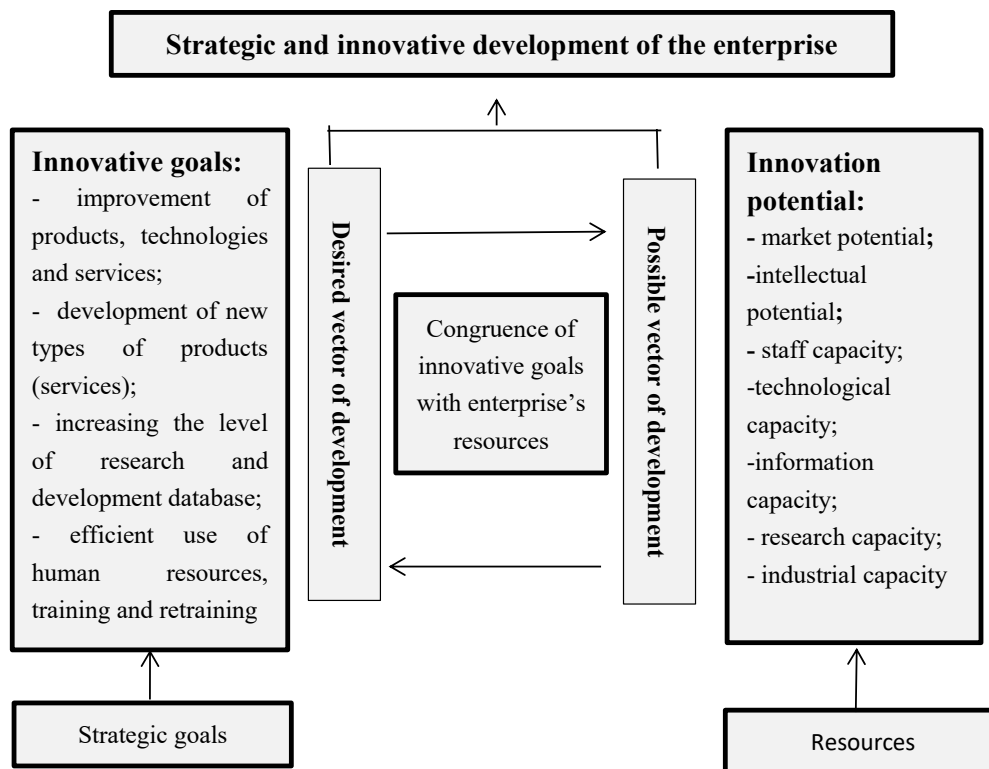 Strategic and innovative development of the enterprise
Innovative goals:
- improvement of
products, technologies
and services;
- development of new
types of products
(services);
- increasing the level
of research and
development database;
- efficient use of
human resources,
training and retraining
Desired vector of development
Congruence of
innovative goals
with enterprise’s
resources
Possible vector of development
Innovation
potential:
- market potential;
-intellectual
potential;
- staff capacity;
-technological
capacity;
-information
capacity;
- research capacity;
- industrial capacity
Strategic goals
Resources